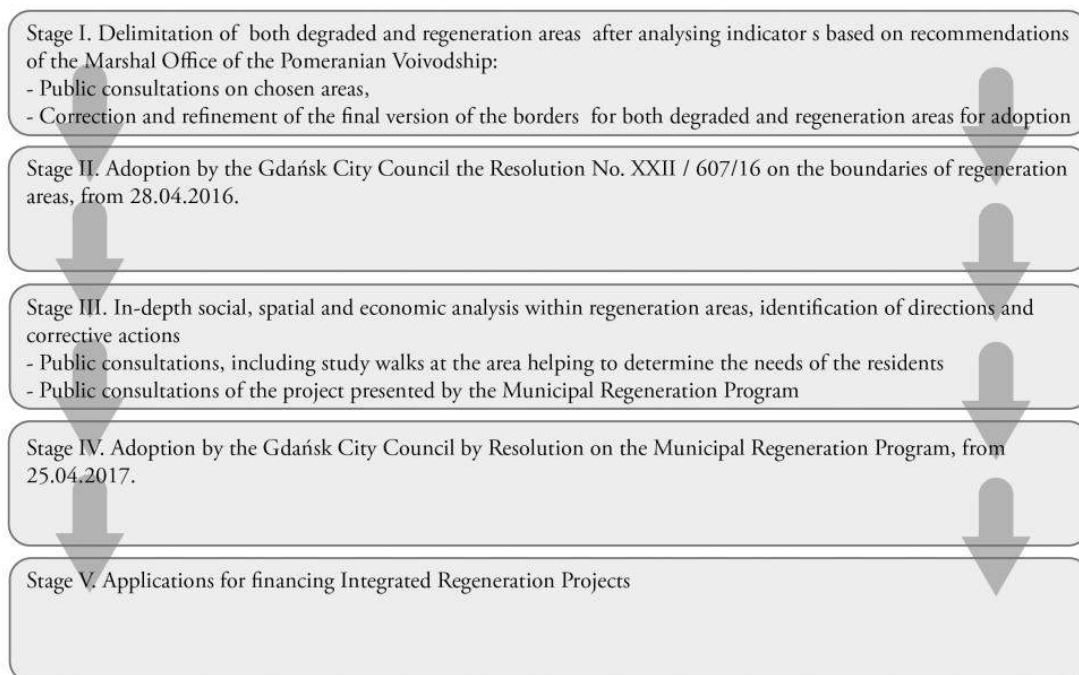 Stage I. Delimitation of both degraded and regeneration areas after analysing indicator s based on recommendations
of the Marshal Office of the Pomeranian Voivodship:
- Public consultations on chosen areas,
- Correction and refinement of the final version of the borders for both degraded and regeneration areas for adoption
Stage II. Adoption by the Gdańsk City Council the Resolution No. XXII / 607/16 on the boundaries of regeneration
areas, from 28.04.2016.
Stage III. In-depth social, spatial and economic analysis within regeneration areas, identification of directions and
corrective actions
- Public consultations, including study walks at the area helping to determine the needs of the residents
- Public consultations of the project presented by the Municipal Regeneration Program
Stage IV. Adoption by the Gdańsk City Council by Resolution on the Municipal Regeneration Program, from
25.04.2017.
Stage V. Applications for financing Integrated Regeneration Projects